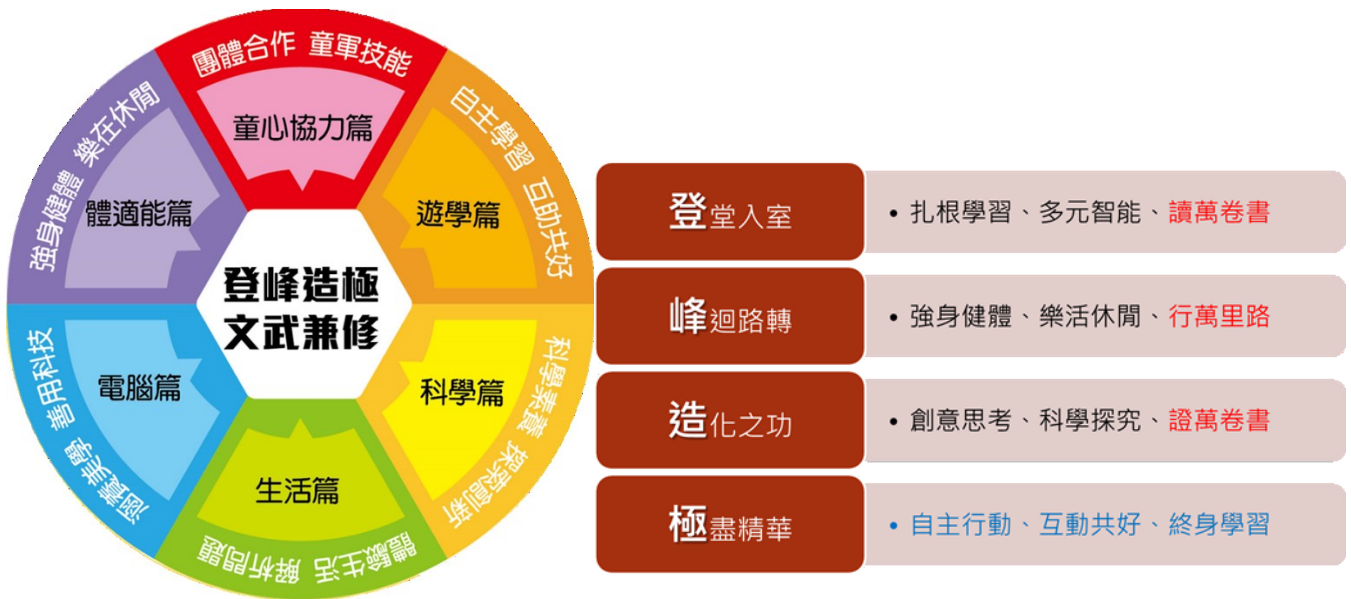 團體合作 童軍技能
童心協力篇
自主學習 互助共好
遊學篇
科學素養 探索創新
科學篇
體驗生活 解析問題
生活篇
涵養美學 善用科技
電腦篇
強身健體 樂在休閒
體適能篇
登峰造極
文武兼修
登堂入室
• 扎根學習、多元智能、讀萬卷書
峰迴路轉
• 強身健體、樂活休閒、行萬里路
造化之功
• 創意思考、科學探究、證萬卷書
極盡精華
• 自主行動、互動共好、終身學習